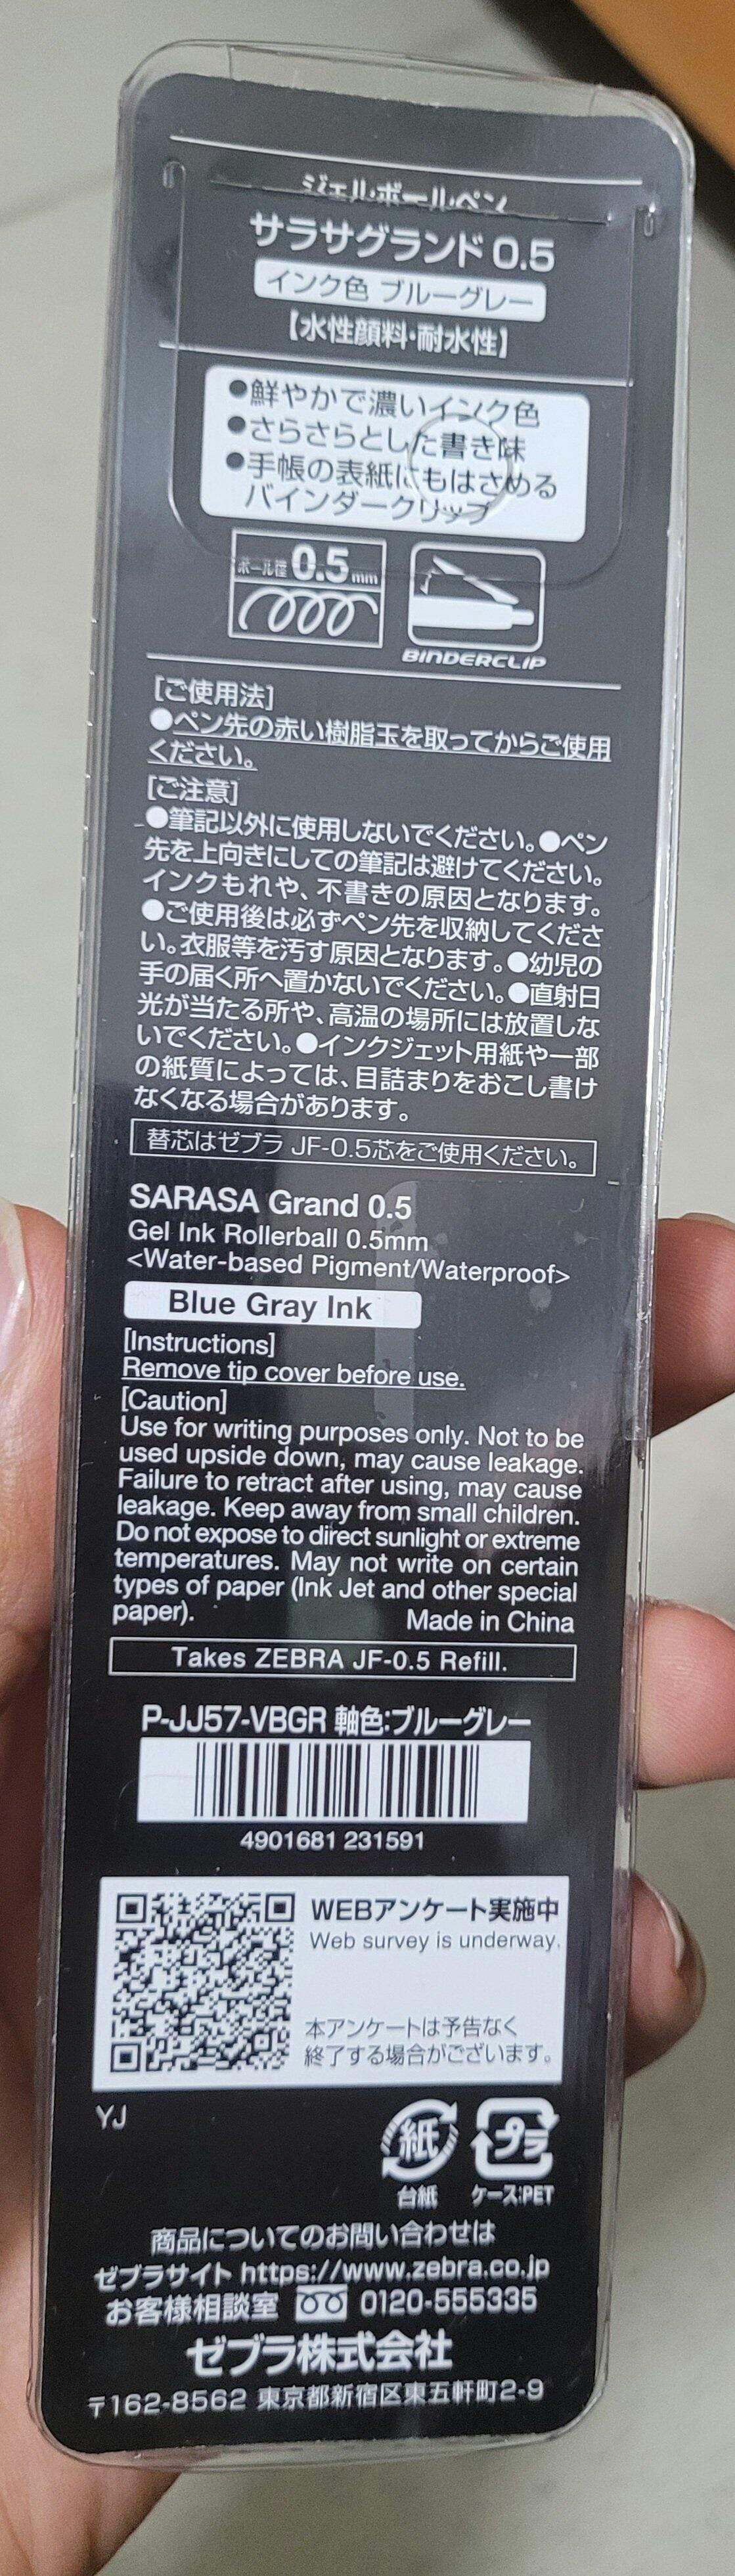 ジェルボールペン
サラサグランド 0.5
インク色 ブルーグレー
【水性顔料・耐水性】
●鮮やかで濃いインク色
●さらさらとした書き味
●手帳の表紙にもはさめる
バインダークリップ
ボール径 0.5mm
BINDERCLIP
[ご使用法]
●ペン先の赤い樹脂玉を取ってからご使用
ください。
[ご注意]
●筆記以外に使用しないでください。●ペン
先を上向きにしての筆記は避けてください。
インクもれや、不書きの原因となります。
●ご使用後は必ずペン先を収納してくださ
い。衣服等を汚す原因となります。●幼児の
手の届く所へ置かないでください。●直射日
光が当たる所や、高温の場所には放置しな
いでください。●インクジェット用紙や一部
の紙質によっては、目詰まりをおこし書け
なくなる場合があります。
替芯はゼブラ JF-0.5芯をご使用ください。
SARASA Grand 0.5
Gel Ink Rollerball 0.5mm
<Water-based Pigment/Waterproof>
Blue Gray Ink
[Instructions]
Remove tip cover before use.
[Caution]
Use for writing purposes only. Not to be
used upside down, may cause leakage.
Failure to retract after using, may cause
leakage. Keep away from small children.
Do not expose to direct sunlight or extreme
temperatures. May not write on certain
types of paper (Ink Jet and other special
paper). Made in China
Takes ZEBRA JF-0.5 Refill.
P-JJ57-VBGR 軸色:ブルーグレー
4901681 231591
WEBアンケート実施中
Web survey is underway.
本アンケートは予告なく
終了する場合がございます。
YJ
紙 プラ
台紙 ケース:PET
商品についてのお問い合わせは
ゼブラサイト https://www.zebra.co.jp
お客様相談室 0120-555335
ゼブラ株式会社
〒162-8562 東京都新宿区東五軒町2-9